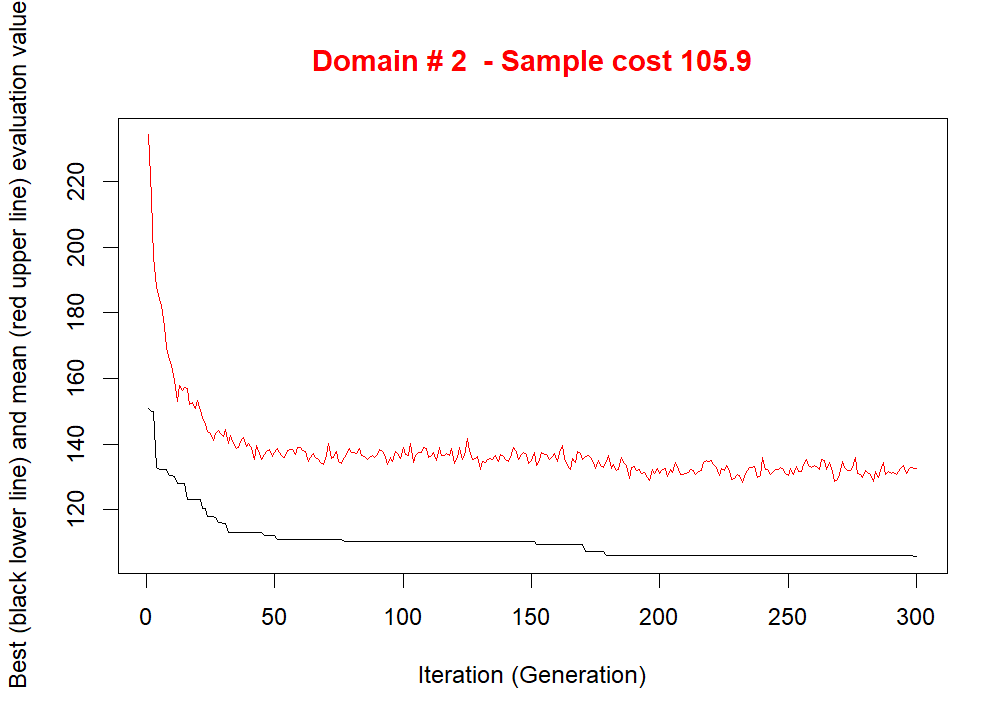 Domain # 2  - Sample cost 105.9
Best (black lower line) and mean (red upper line) evaluation value
220
200
180
160
140
120
0 50 100 150 200 250 300
Iteration (Generation)